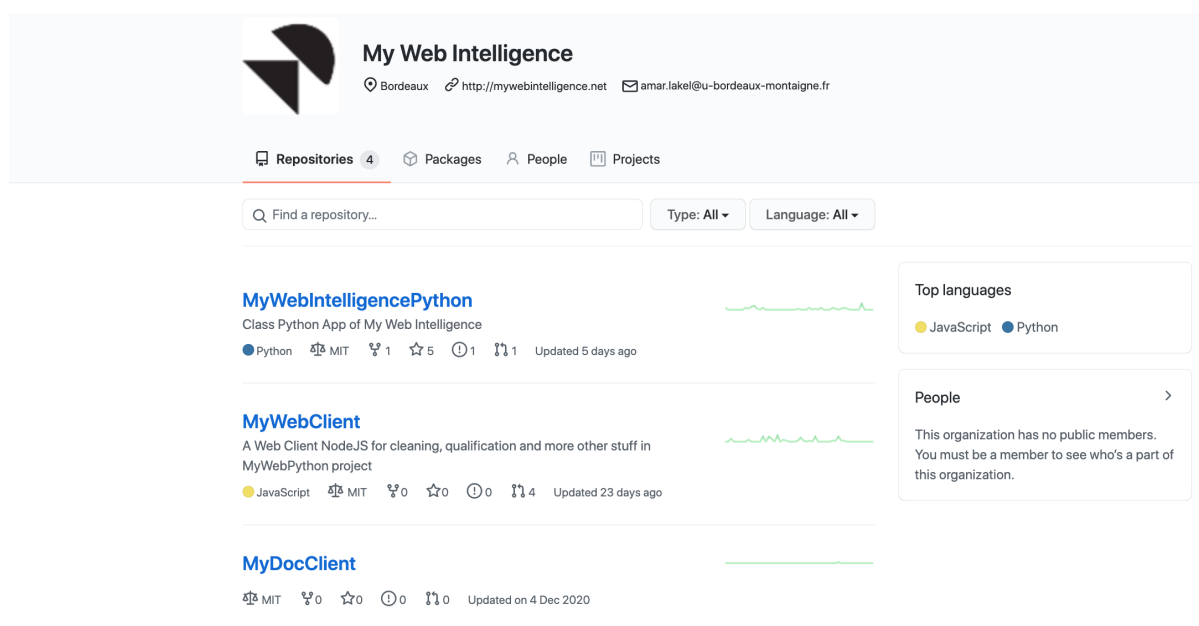 My Web Intelligence
Bordeaux http://mywebintelligence.net amar.lakel@u-bordeaux-montaigne.fr
Repositories 4 Packages People Projects
Find a repository... Type: All Language: All
MyWebIntelligencePython
Class Python App of My Web Intelligence
Python MIT 1 5 1 1 Updated 5 days ago
MyWebClient
A Web Client NodeJS for cleaning, qualification and more other stuff in
MyWebPython project
JavaScript MIT 0 0 0 4 Updated 23 days ago
MyDocClient
MIT 0 0 0 0 Updated on 4 Dec 2020
Top languages
JavaScript Python
People
This organization has no public members.
You must be a member to see who's a part of
this organization.